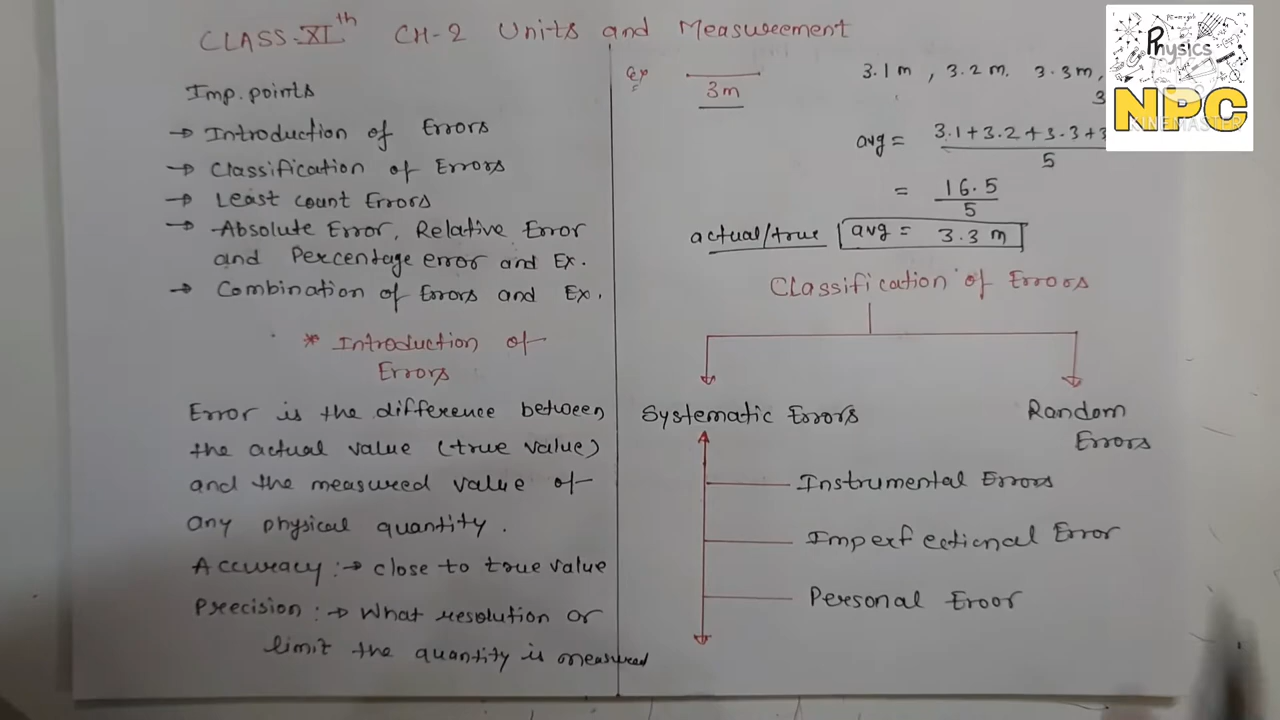 CLASS-XIth CH-2 Units and Measurement
Imp. points
→ Introduction of Errors
→ Classification of Errors
→ Least count Errors
→ Absolute Error, Relative Error
and Percentage error and Ex.
→ Combination of Errors and Ex.
* Introduction of
Errors
Error is the difference between
the actual value (true value)
and the measured value of
any physical quantity.
Accuracy :→ close to true value
Precision :→ What resolution or
limit the quantity is measured
Ex
3m
3.1m, 3.2m. 3.3m,
3
avg = 3.1+3.2+3.3+3
5
= 16.5
5
actual/true avg = 3.3 m
Classification of Errors
Systematic Errors
Random
Errors
Instrumental Errors
Imperfectional Error
Personal Error
Physics
NPC
KINEMASTER